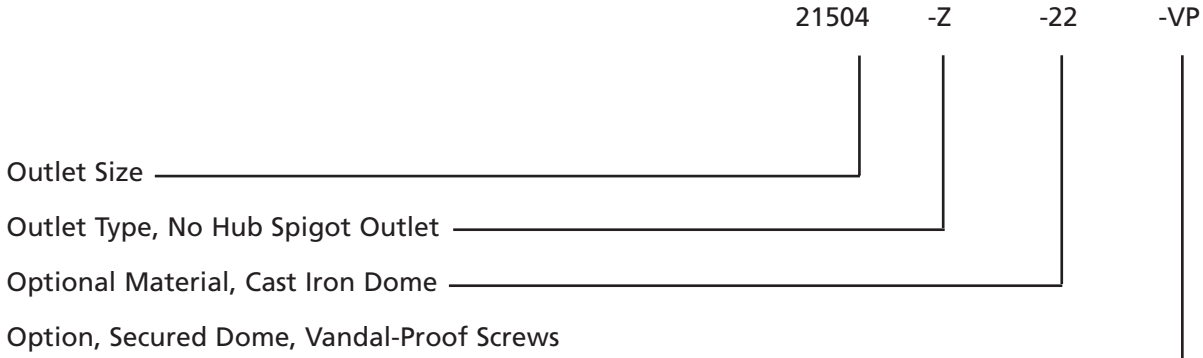 21504 -Z -22 -VP
Outlet Size
Outlet Type, No Hub Spigot Outlet
Optional Material, Cast Iron Dome
Option, Secured Dome, Vandal-Proof Screws